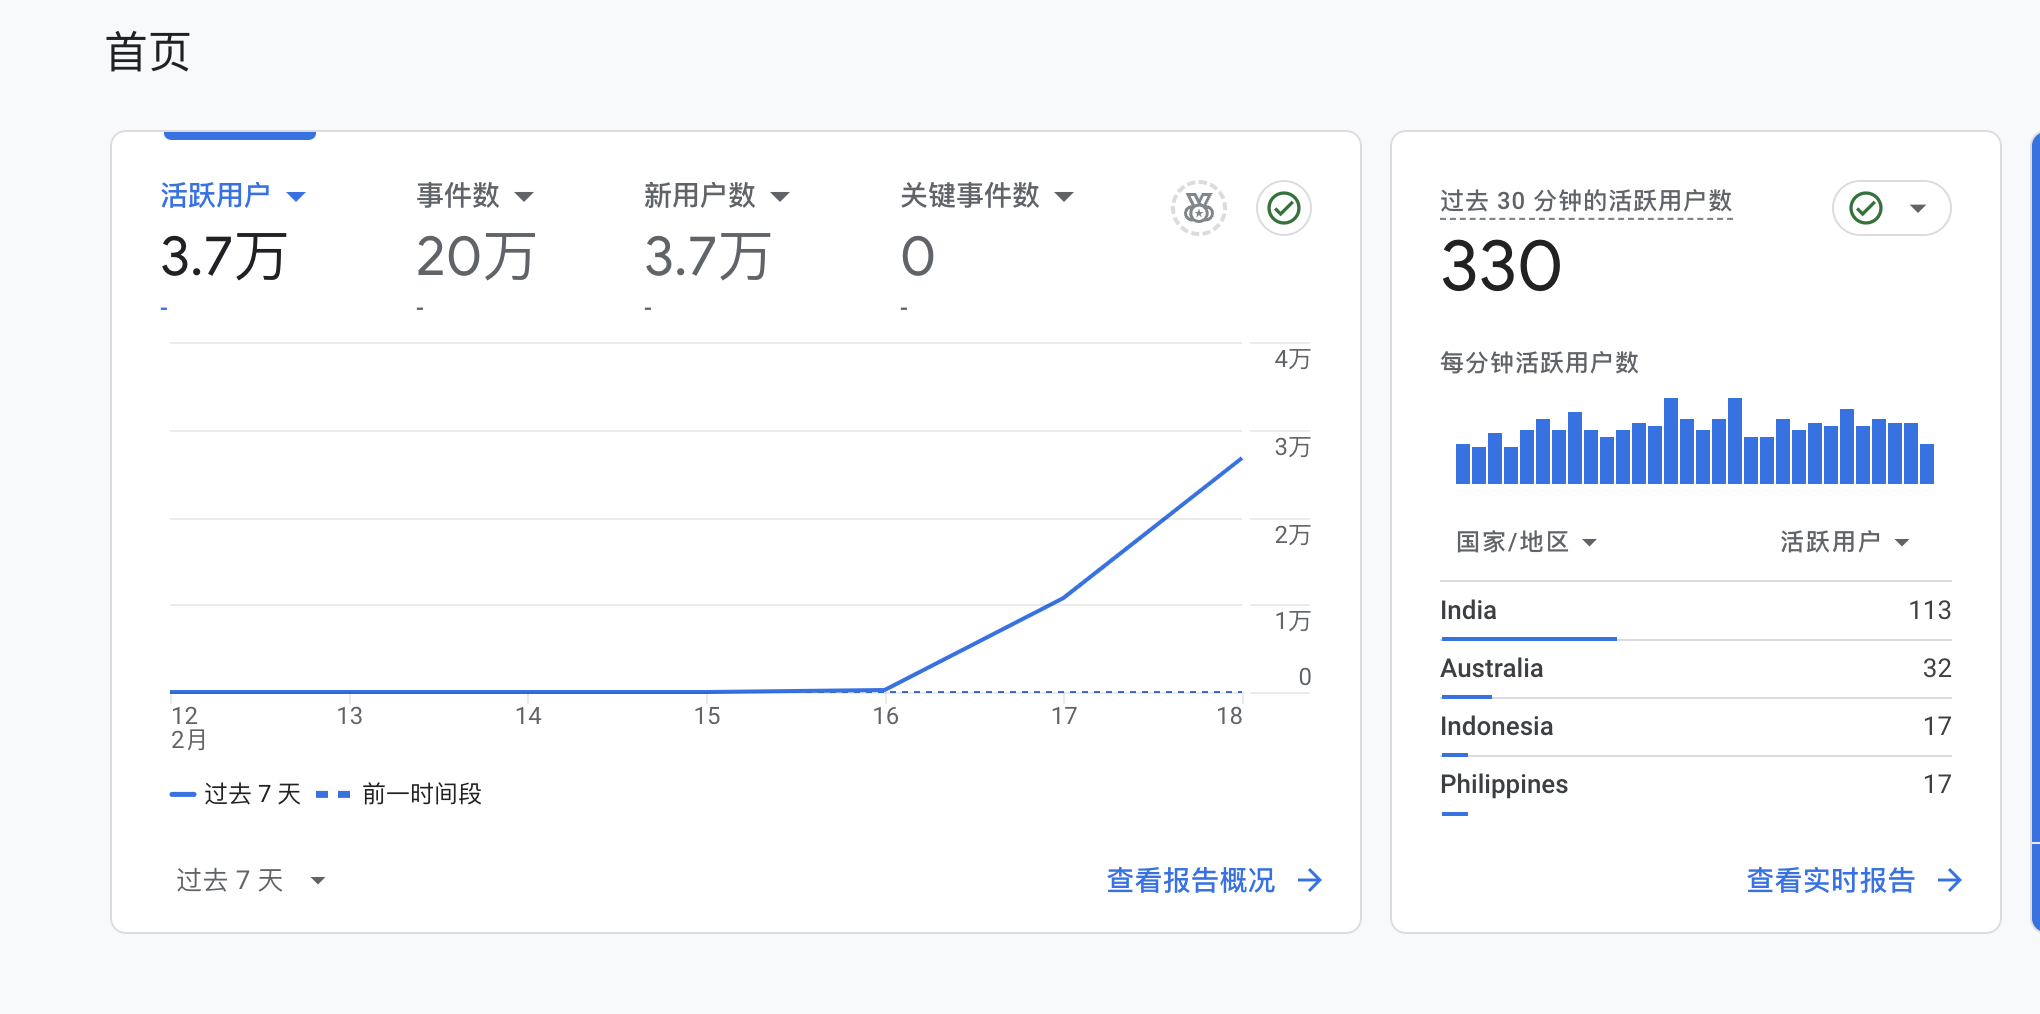 首页
活跃用户
3.7万
-
事件数
20万
-
新用户数
3.7万
-
关键事件数
0
-
4万
3万
2万
1万
0
12
2月
13
14
15
16
17
18
过去 7 天
前一时间段
过去 7 天
查看报告概况
过去 30 分钟的活跃用户数
330
每分钟活跃用户数
国家/地区 活跃用户
India 113
Australia 32
Indonesia 17
Philippines 17
查看实时报告